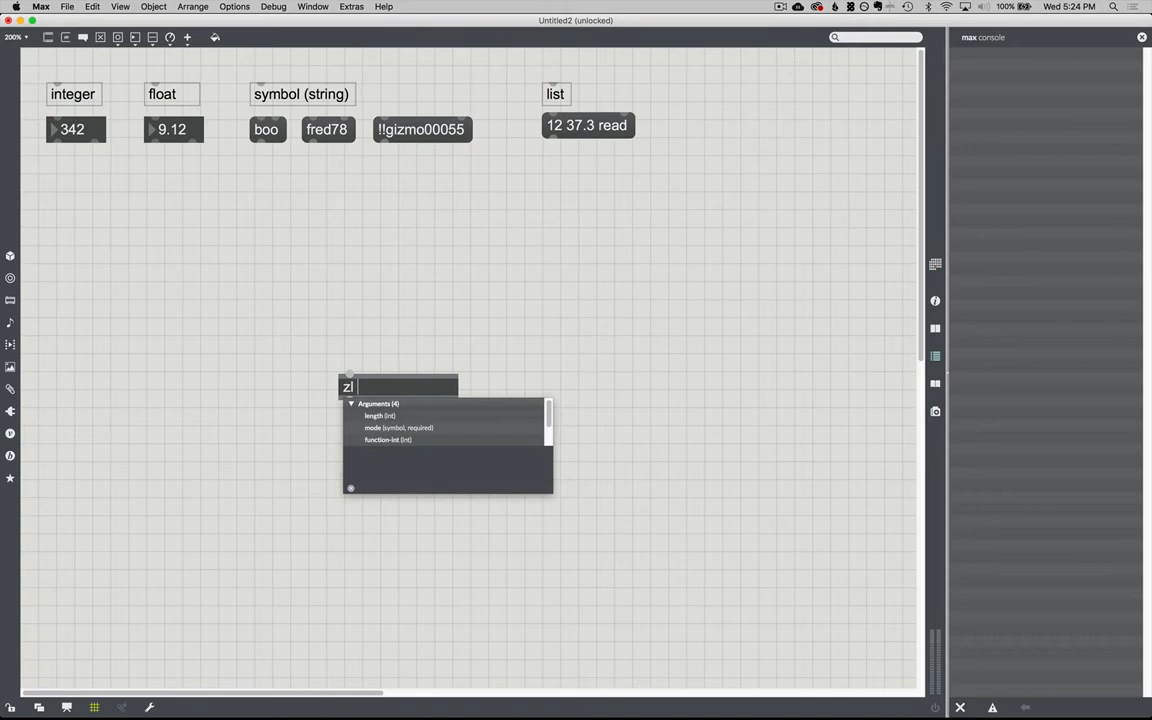 Max File Edit View Object Arrange Options Debug Window Extras Help
100% Wed 5:24 PM
Untitled2 (unlocked)
200%
max console
integer float symbol (string) list
342 9.12 boo fred78 !!gizmo00055 12 37.3 read
zl
Arguments (4)
length (int)
mode (symbol, required)
function-int (int)